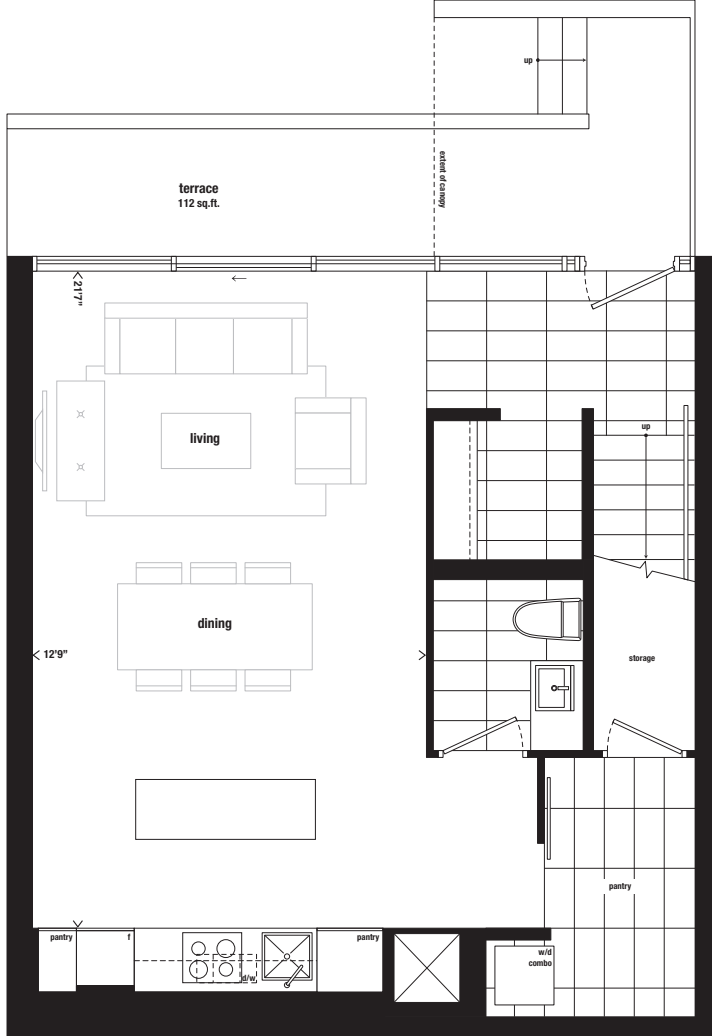 up
extent of canopy
terrace
112 sq.ft.
21'7"
living
up
dining
12'9"
storage
pantry
pantry
f
d/w
pantry
w/d
combo